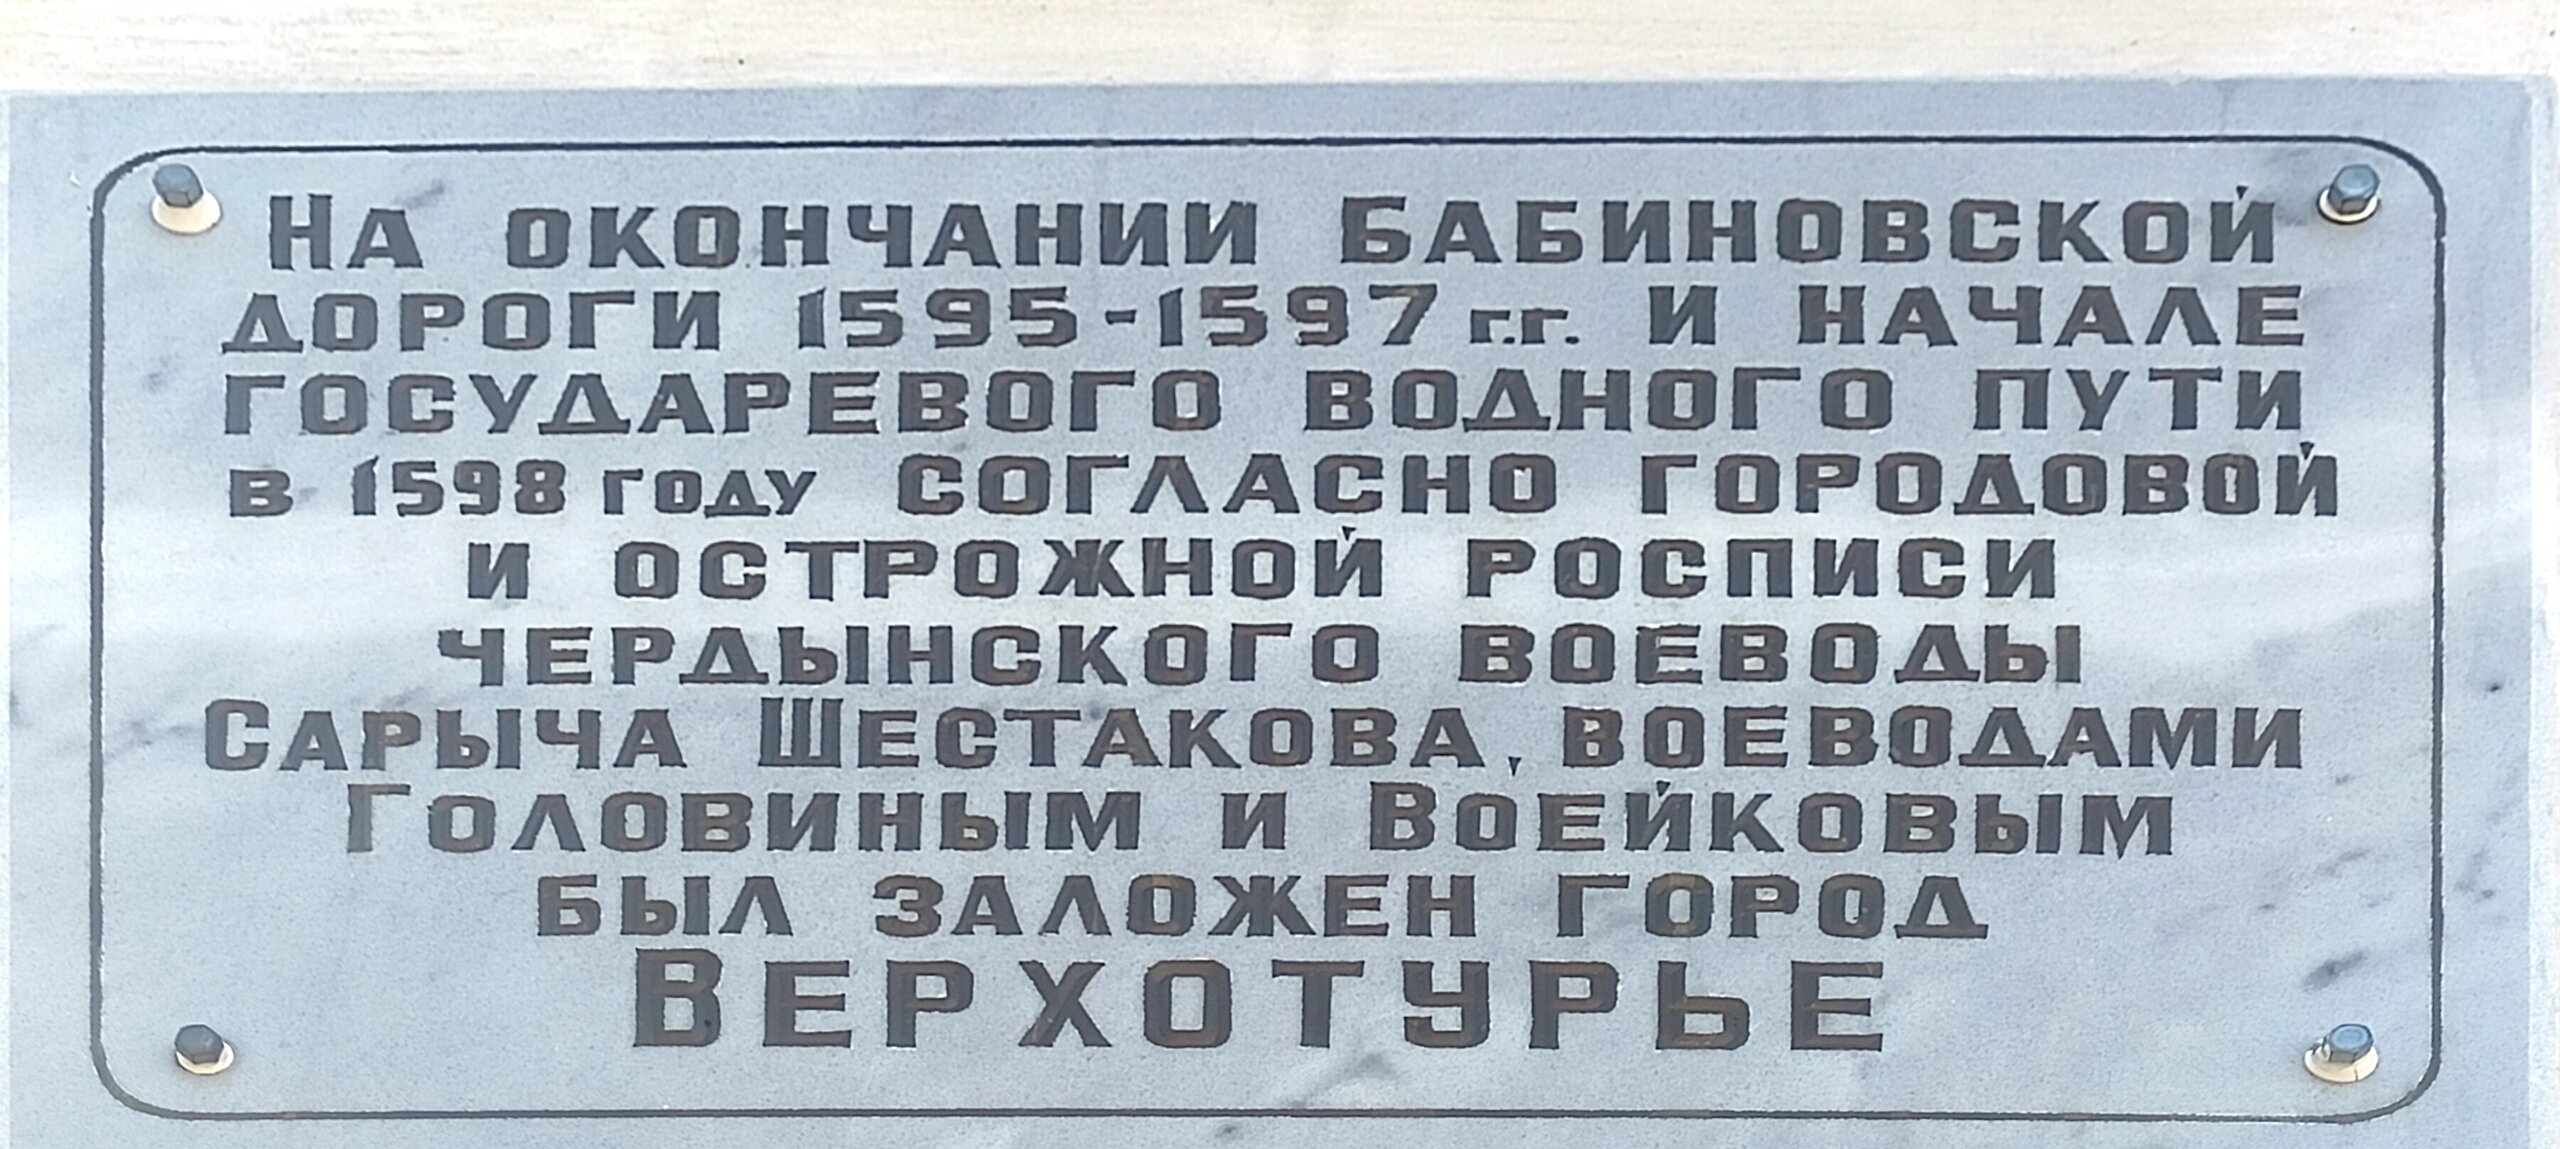 На окончании Бабиновской
дороги 1595-1597 г.г. и начале
государевого водного пути
в 1598 году согласно городовой
и острожной росписи
чердынского воеводы
Сарыча Шестакова, воеводами
Головиным и Воейковым
был заложен город
Верхотурье